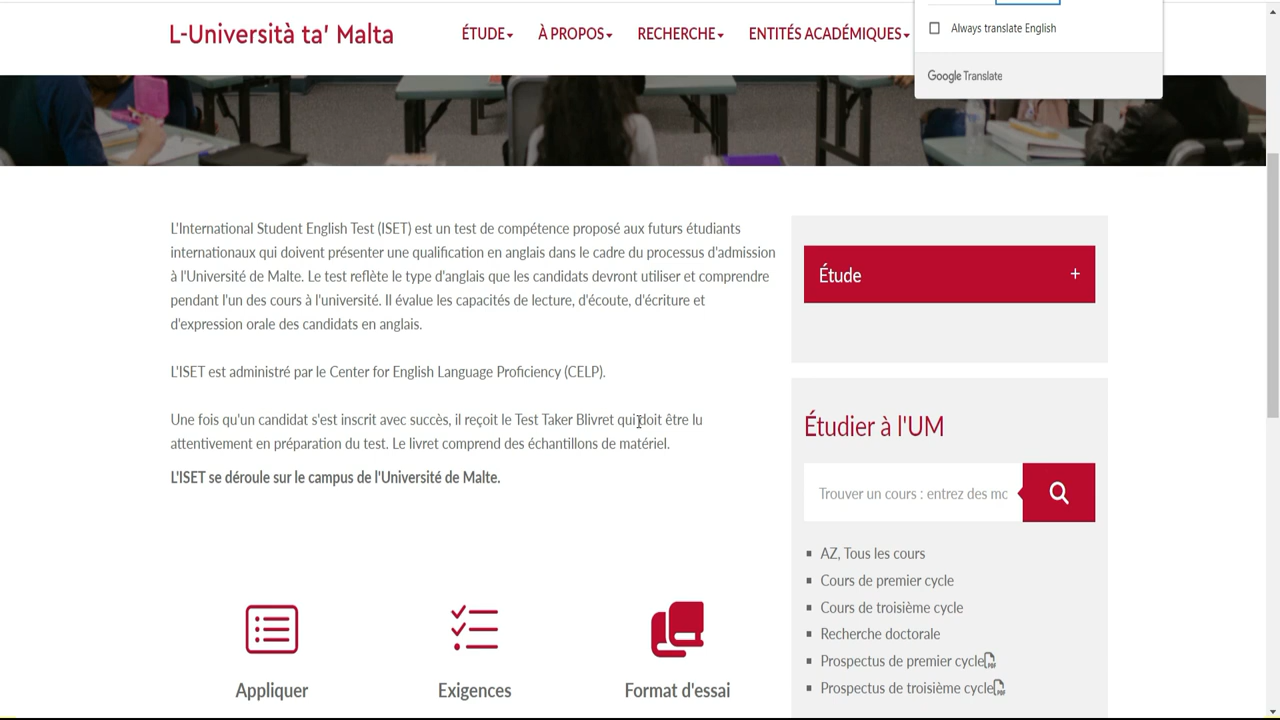 Always translate English
Google Translate
L-Università ta' Malta
ÉTUDE
À PROPOS
RECHERCHE
ENTITÉS ACADÉMIQUES
L'International Student English Test (ISET) est un test de compétence proposé aux futurs étudiants
internationaux qui doivent présenter une qualification en anglais dans le cadre du processus d'admission
à l'Université de Malte. Le test reflète le type d'anglais que les candidats devront utiliser et comprendre
pendant l'un des cours à l'université. Il évalue les capacités de lecture, d'écoute, d'écriture et
d'expression orale des candidats en anglais.
L'ISET est administré par le Center for English Language Proficiency (CELP).
Une fois qu'un candidat s'est inscrit avec succès, il reçoit le Test Taker Blivret qui doit être lu
attentivement en préparation du test. Le livret comprend des échantillons de matériel.
L'ISET se déroule sur le campus de l'Université de Malte.
Appliquer
Exigences
Format d'essai
Étude +
Étudier à l'UM
Trouver un cours : entrez des mc
AZ, Tous les cours
Cours de premier cycle
Cours de troisième cycle
Recherche doctorale
Prospectus de premier cycle
Prospectus de troisième cycle